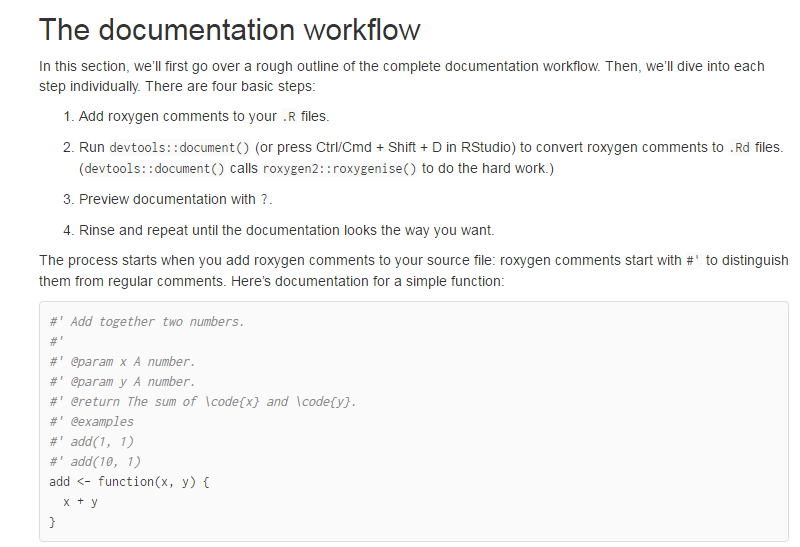 The documentation workflow
In this section, we'll first go over a rough outline of the complete documentation workflow. Then, we'll dive into each
step individually. There are four basic steps:
1. Add roxygen comments to your .R files.
2. Run devtools::document() (or press Ctrl/Cmd + Shift + D in RStudio) to convert roxygen comments to .Rd files.
(devtools::document() calls roxygen2::roxygenise() to do the hard work.)
3. Preview documentation with ?.
4. Rinse and repeat until the documentation looks the way you want.
The process starts when you add roxygen comments to your source file: roxygen comments start with #' to distinguish
them from regular comments. Here's documentation for a simple function:
#' Add together two numbers.
#'
#' @param x A number.
#' @param y A number.
#' @return The sum of \code{x} and \code{y}.
#' @examples
#' add(1, 1)
#' add(10, 1)
add <- function(x, y) {
  x + y
}